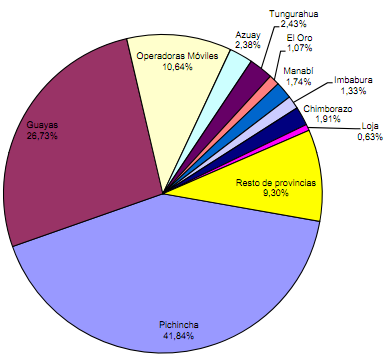 Tungurahua
2,43%
Azuay
2,38%
El Oro
1,07%
Operadoras Móviles
10,64%
Manabí
1,74%
Imbabura
1,33%
Chimborazo
1,91%
Loja
0,63%
Guayas
26,73%
Resto de provincias
9,30%
Pichincha
41,84%